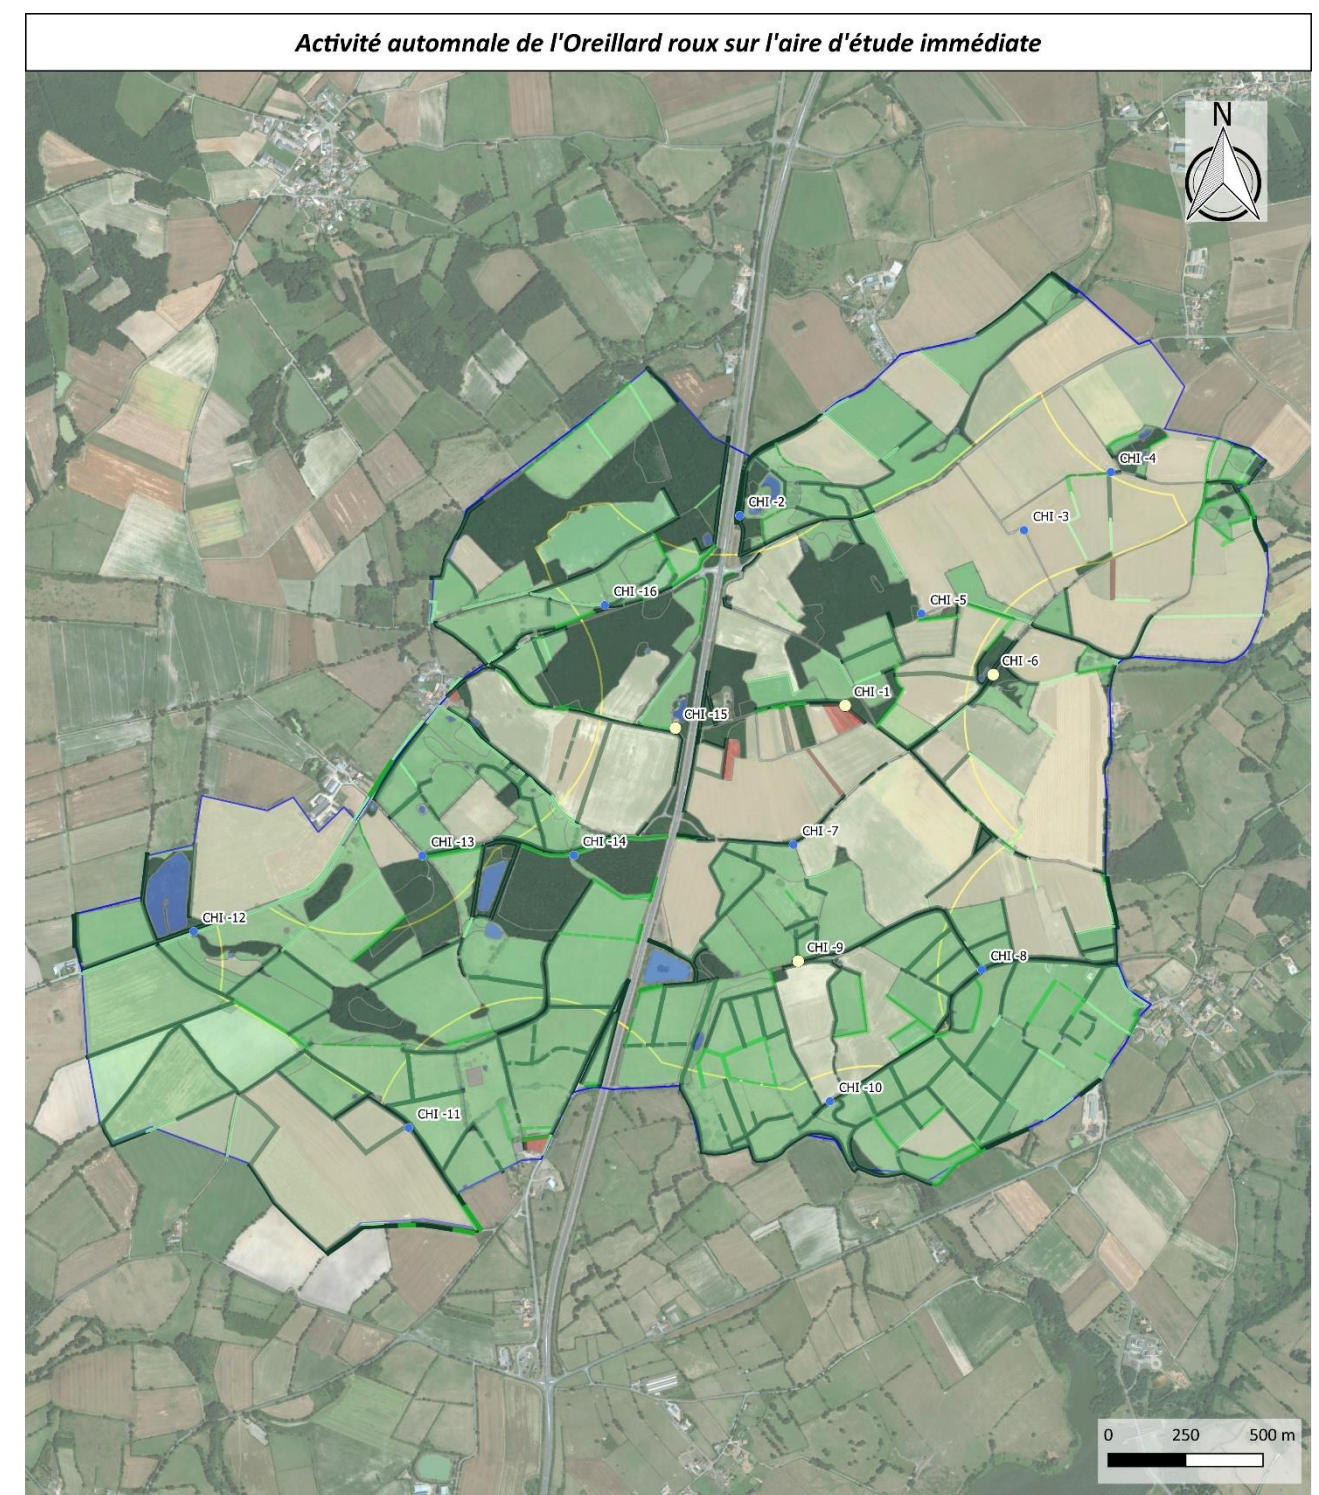 Activité automnale de l'Oreillard roux sur l'aire d'étude immédiate
N
CHI -4
CHI -2
CHI -3
CHI -16
CHI -5
CHI -6
CHI -1
CHI -15
CHI -7
CHI -13
CHI -14
CHI -12
CHI -9
CHI -8
CHI -10
CHI -11
0 250 500 m